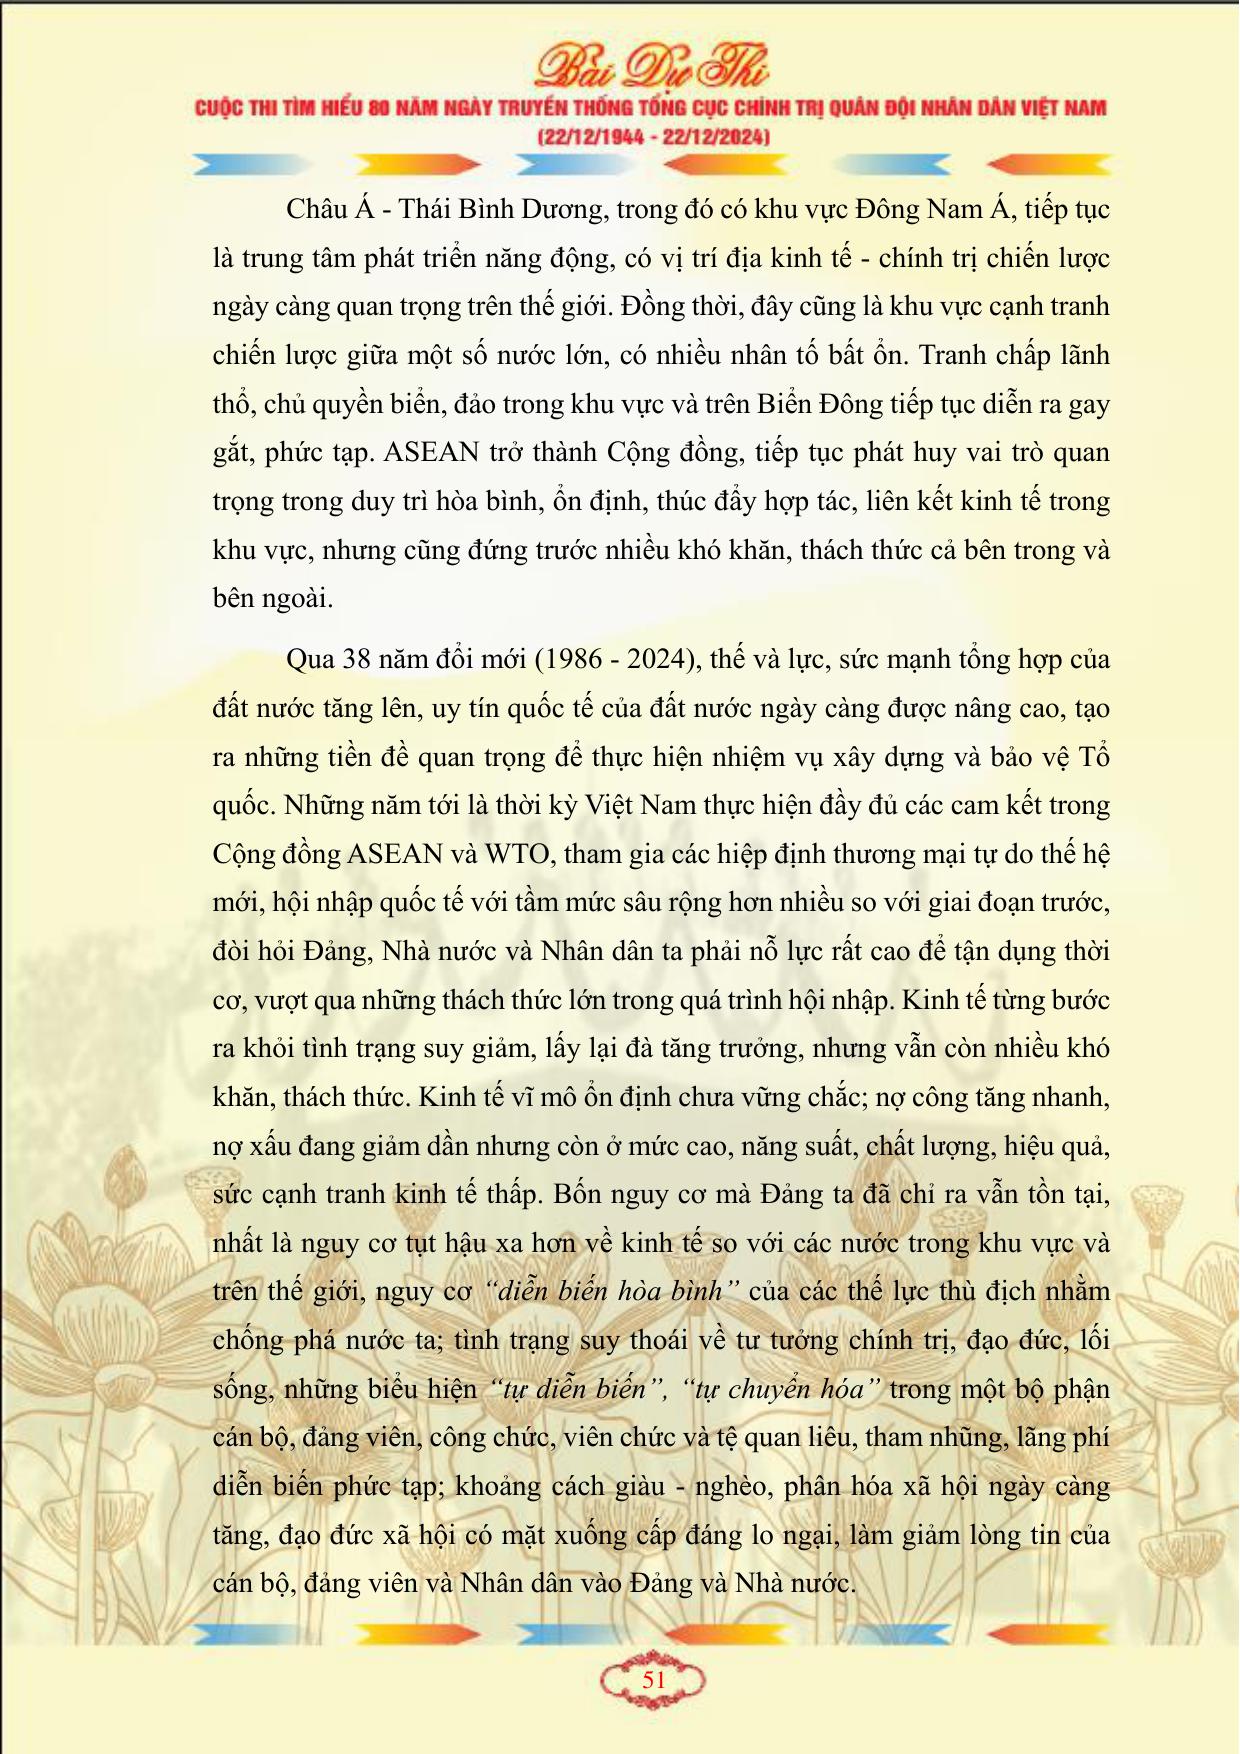 Bài Dự Thi
CUỘC THI TÌM HIỂU 80 NĂM NGÀY TRUYỀN THỐNG TỔNG CỤC CHÍNH TRỊ QUÂN ĐỘI NHÂN DÂN VIỆT NAM
(22/12/1944 - 22/12/2024)
Châu Á - Thái Bình Dương, trong đó có khu vực Đông Nam Á, tiếp tục
là trung tâm phát triển năng động, có vị trí địa kinh tế - chính trị chiến lược
ngày càng quan trọng trên thế giới. Đồng thời, đây cũng là khu vực cạnh tranh
chiến lược giữa một số nước lớn, có nhiều nhân tố bất ổn. Tranh chấp lãnh
thổ, chủ quyền biển, đảo trong khu vực và trên Biển Đông tiếp tục diễn ra gay
gắt, phức tạp. ASEAN trở thành Cộng đồng, tiếp tục phát huy vai trò quan
trọng trong duy trì hòa bình, ổn định, thúc đẩy hợp tác, liên kết kinh tế trong
khu vực, nhưng cũng đứng trước nhiều khó khăn, thách thức cả bên trong và
bên ngoài.
Qua 38 năm đổi mới (1986 - 2024), thế và lực, sức mạnh tổng hợp của
đất nước tăng lên, uy tín quốc tế của đất nước ngày càng được nâng cao, tạo
ra những tiền đề quan trọng để thực hiện nhiệm vụ xây dựng và bảo vệ Tổ
quốc. Những năm tới là thời kỳ Việt Nam thực hiện đầy đủ các cam kết trong
Cộng đồng ASEAN và WTO, tham gia các hiệp định thương mại tự do thế hệ
mới, hội nhập quốc tế với tầm mức sâu rộng hơn nhiều so với giai đoạn trước,
đòi hỏi Đảng, Nhà nước và Nhân dân ta phải nỗ lực rất cao để tận dụng thời
cơ, vượt qua những thách thức lớn trong quá trình hội nhập. Kinh tế từng bước
ra khỏi tình trạng suy giảm, lấy lại đà tăng trưởng, nhưng vẫn còn nhiều khó
khăn, thách thức. Kinh tế vĩ mô ổn định chưa vững chắc; nợ công tăng nhanh,
nợ xấu đang giảm dần nhưng còn ở mức cao, năng suất, chất lượng, hiệu quả,
sức cạnh tranh kinh tế thấp. Bốn nguy cơ mà Đảng ta đã chỉ ra vẫn tồn tại,
nhất là nguy cơ tụt hậu xa hơn về kinh tế so với các nước trong khu vực và
trên thế giới, nguy cơ “diễn biến hòa bình” của các thế lực thù địch nhằm
chống phá nước ta; tình trạng suy thoái về tư tưởng chính trị, đạo đức, lối
sống, những biểu hiện “tự diễn biến”, “tự chuyển hóa” trong một bộ phận
cán bộ, đảng viên, công chức, viên chức và tệ quan liêu, tham nhũng, lãng phí
diễn biến phức tạp; khoảng cách giàu - nghèo, phân hóa xã hội ngày càng
tăng, đạo đức xã hội có mặt xuống cấp đáng lo ngại, làm giảm lòng tin của
cán bộ, đảng viên và Nhân dân vào Đảng và Nhà nước.
51